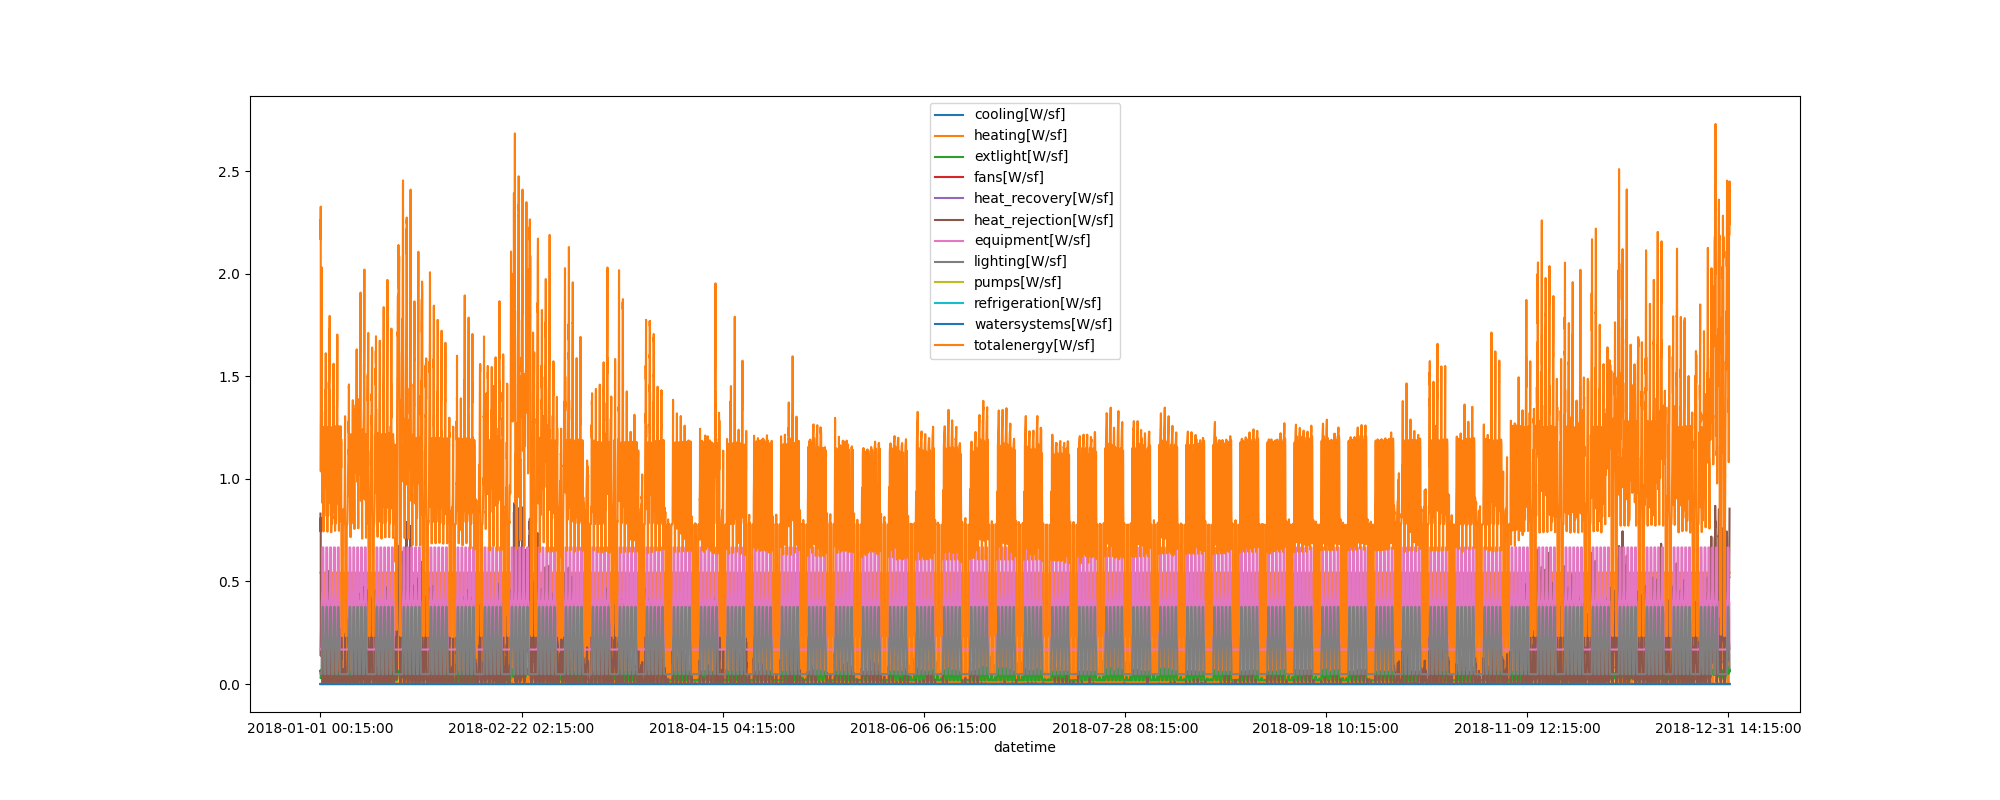 cooling[W/sf]
heating[W/sf]
extlight[W/sf]
fans[W/sf]
heat_recovery[W/sf]
heat_rejection[W/sf]
equipment[W/sf]
lighting[W/sf]
pumps[W/sf]
refrigeration[W/sf]
watersystems[W/sf]
totalenergy[W/sf]
2.5
2.0
1.5
1.0
0.5
0.0
2018-01-01 00:15:00 2018-02-22 02:15:00 2018-04-15 04:15:00 2018-06-06 06:15:00 2018-07-28 08:15:00 2018-09-18 10:15:00 2018-11-09 12:15:00 2018-12-31 14:15:00
datetime